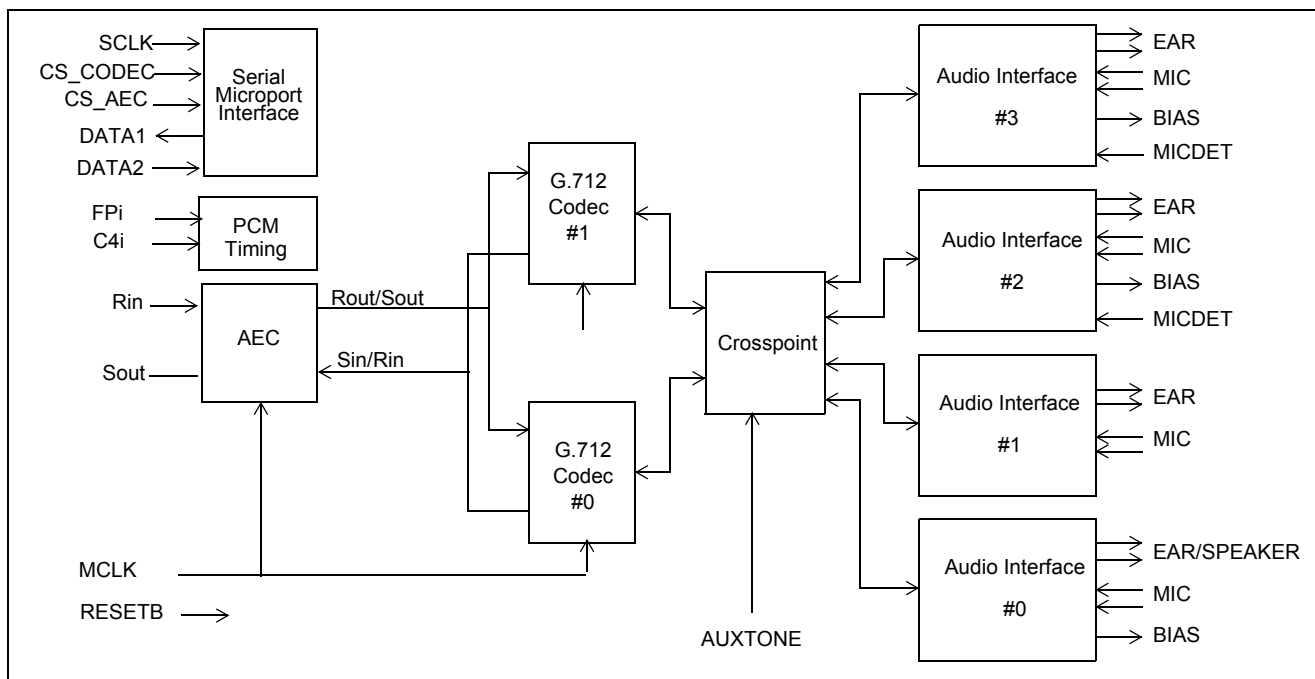 SCLK
CS_CODEC
CS_AEC
DATA1
DATA2
Serial
Microport
Interface
FPi
C4i
PCM
Timing
Rin
Sout
AEC
Rout/Sout
Sin/Rin
G.712
Codec
#1
G.712
Codec
#0
MCLK
RESETB
Crosspoint
AUXTONE
Audio Interface
#3
EAR
MIC
BIAS
MICDET
Audio Interface
#2
EAR
MIC
BIAS
MICDET
Audio Interface
#1
EAR
MIC
Audio Interface
#0
EAR/SPEAKER
MIC
BIAS